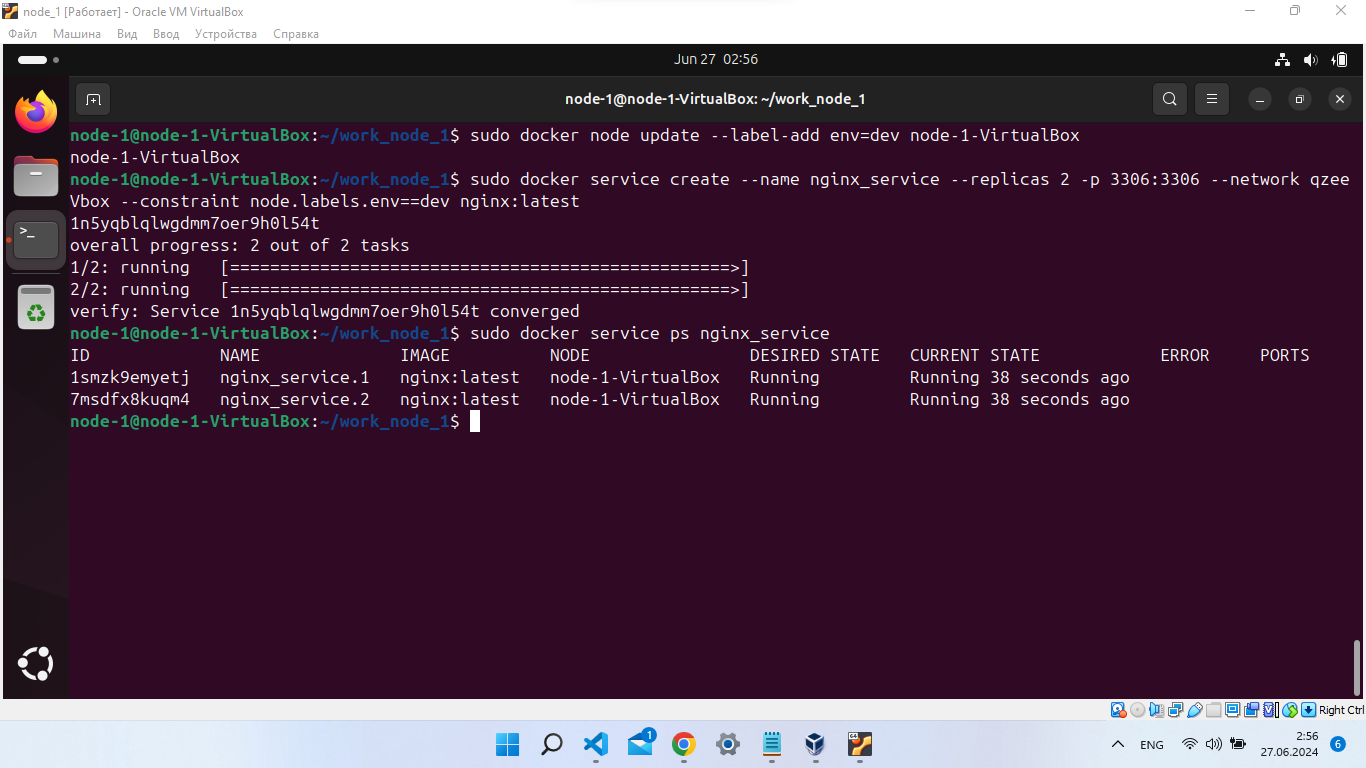 node_1 [Работает] - Oracle VM VirtualBox
Файл Машина Вид Ввод Устройства Справка
Jun 27 02:56
node-1@node-1-VirtualBox: ~/work_node_1
node-1@node-1-VirtualBox:~/work_node_1$ sudo docker node update --label-add env=dev node-1-VirtualBox
node-1-VirtualBox
node-1@node-1-VirtualBox:~/work_node_1$ sudo docker service create --name nginx_service --replicas 2 -p 3306:3306 --network qzee
Vbox --constraint node.labels.env==dev nginx:latest
1n5yqblqlwgdmm7oer9h0l54t
overall progress: 2 out of 2 tasks
1/2: running [==================================================>]
2/2: running [==================================================>]
verify: Service 1n5yqblqlwgdmm7oer9h0l54t converged
node-1@node-1-VirtualBox:~/work_node_1$ sudo docker service ps nginx_service
ID NAME IMAGE NODE DESIRED STATE CURRENT STATE ERROR PORTS
1smzk9emyetj nginx_service.1 nginx:latest node-1-VirtualBox Running Running 38 seconds ago
7msdfx8kuqm4 nginx_service.2 nginx:latest node-1-VirtualBox Running Running 38 seconds ago
node-1@node-1-VirtualBox:~/work_node_1$
Right Ctrl
1
64
ENG
2:56
27.06.2024
6